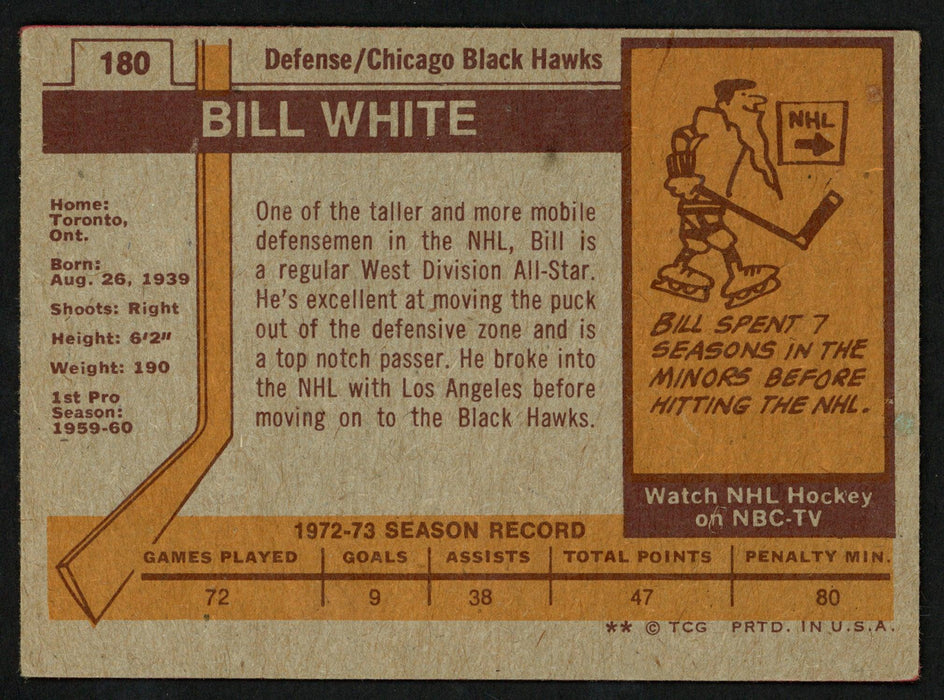 180
Defense/Chicago Black Hawks
BILL WHITE
Home:
Toronto,
Ont.
Born:
Aug. 26, 1939
Shoots: Right
Height: 6'2"
Weight: 190
1st Pro
Season:
1959-60
One of the taller and more mobile
defensemen in the NHL, Bill is
a regular West Division All-Star.
He's excellent at moving the puck
out of the defensive zone and is
a top notch passer. He broke into
the NHL with Los Angeles before
moving on to the Black Hawks.
NHL
BILL SPENT 7
SEASONS IN THE
MINORS BEFORE
HITTING THE NHL.
Watch NHL Hockey
on NBC-TV
1972-73 SEASON RECORD
GAMES PLAYED GOALS ASSISTS TOTAL POINTS PENALTY MIN.
72 9 38 47 80
** © TCG PRTD. IN U.S.A.